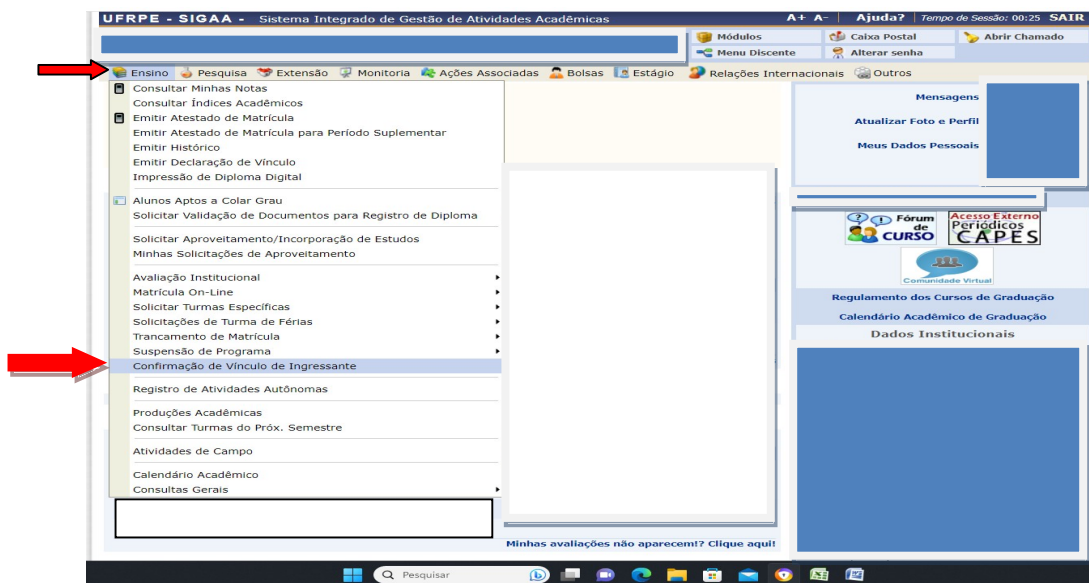 UFRPE - SIGAA - Sistema Integrado de Gestão de Atividades Acadêmicas
A+ A- Ajuda? Tempo de Sessão: 00:25 SAIR
Módulos Caixa Postal Abrir Chamado
Menu Discente Alterar senha
Ensino Pesquisa Extensão Monitoria Ações Associadas Bolsas Estágio Relações Internacionais Outros
Consultar Minhas Notas
Consultar Índices Acadêmicos
Emitir Atestado de Matrícula
Emitir Atestado de Matrícula para Período Suplementar
Emitir Histórico
Emitir Declaração de Vínculo
Impressão de Diploma Digital
Alunos Aptos a Colar Grau
Solicitar Validação de Documentos para Registro de Diploma
Solicitar Aproveitamento/Incorporação de Estudos
Minhas Solicitações de Aproveitamento
Avaliação Institucional
Matrícula On-Line
Solicitar Turmas Específicas
Solicitações de Turma de Férias
Trancamento de Matrícula
Suspensão de Programa
Confirmação de Vínculo de Ingressante
Registro de Atividades Autônomas
Produções Acadêmicas
Consultar Turmas do Próx. Semestre
Atividades de Campo
Calendário Acadêmico
Consultas Gerais
Minhas avaliações não aparecem!? Clique aqui!
Mensagens
Atualizar Foto e Perfil
Meus Dados Pessoais
Fórum
de
CURSO
Acesso Externo
Periódicos
CAPES
Comunidade Virtual
Regulamento dos Cursos de Graduação
Calendário Acadêmico de Graduação
Dados Institucionais
Pesquisar